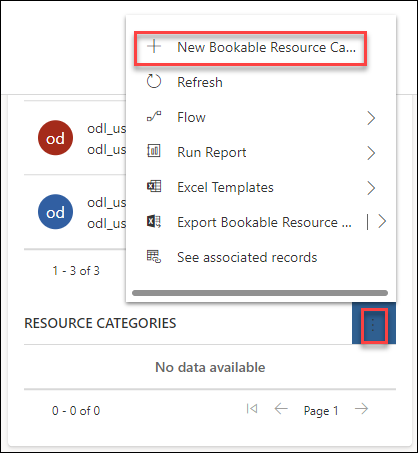 New Bookable Resource Ca...
Refresh
Flow
Run Report
Excel Templates
Export Bookable Resource ...
See associated records
od
odl_us
odl_us
od
odl_us
odl_us
1 - 3 of 3
RESOURCE CATEGORIES
No data available
0 - 0 of 0
Page 1